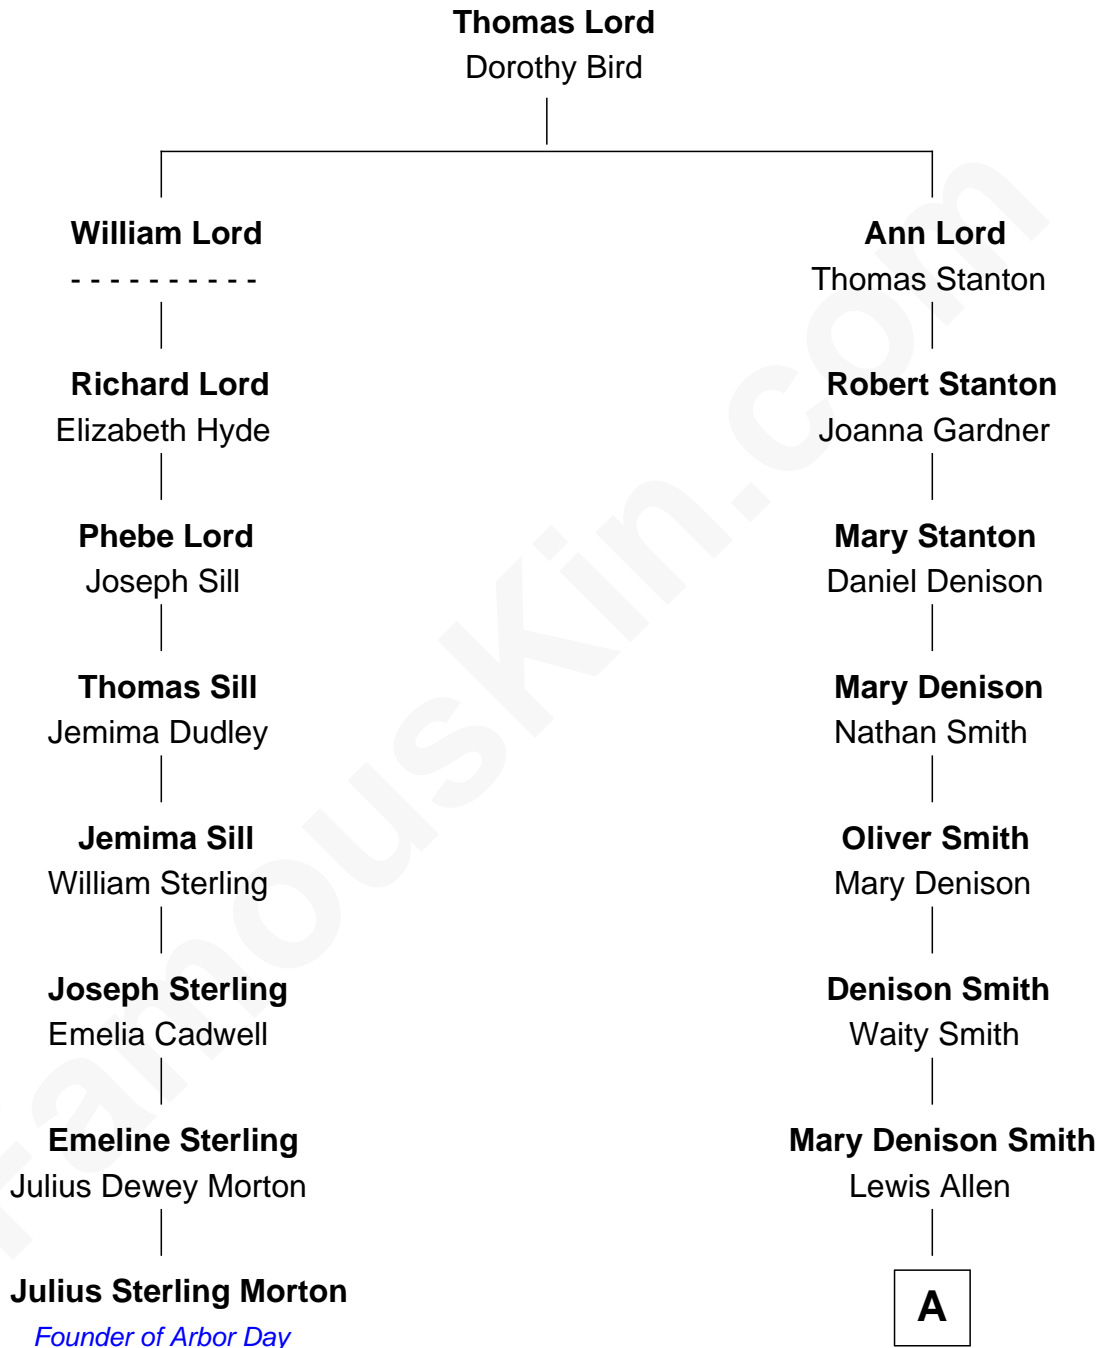 Thomas Lord
Dorothy Bird
William Lord
- - - - - - - - - -
Ann Lord
Thomas Stanton
Richard Lord
Elizabeth Hyde
Robert Stanton
Joanna Gardner
Phebe Lord
Joseph Sill
Mary Stanton
Daniel Denison
Thomas Sill
Jemima Dudley
Mary Denison
Nathan Smith
Jemima Sill
William Sterling
Oliver Smith
Mary Denison
Joseph Sterling
Emelia Cadwell
Denison Smith
Waity Smith
Emeline Sterling
Julius Dewey Morton
Mary Denison Smith
Lewis Allen
Julius Sterling Morton
Founder of Arbor Day
A
FamousKin.com